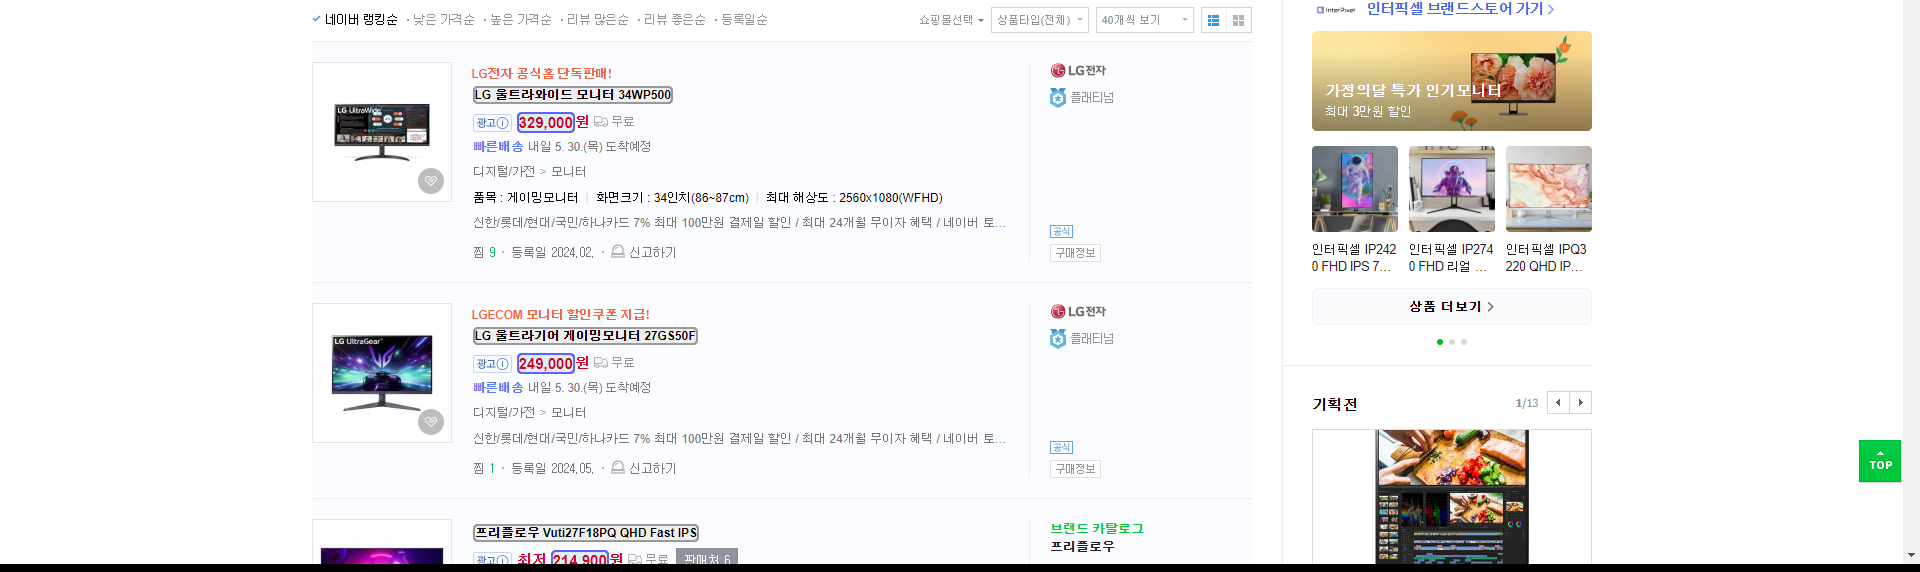 네이버 랭킹순 · 낮은 가격순 · 높은 가격순 · 리뷰 많은순 · 리뷰 좋은순 · 등록일순
쇼핑몰선택 상품타입(전체) 40개씩 보기
LG전자 공식홈 단독판매!
LG 울트라와이드 모니터 34WP500
광고 329,000원 무료
빠른배송 내일 5. 30.(목) 도착예정
디지털/가전 > 모니터
품목 : 게이밍모니터 | 화면크기 : 34인치(86~87cm) | 최대 해상도 : 2560x1080(WFHD)
신한/롯데/현대/국민/하나카드 7% 최대 100만원 결제일 할인 / 최대 24개월 무이자 혜택 / 네이버 토...
찜 9 · 등록일 2024.02. · 신고하기
LG UltraWide
LG전자
플래티넘
공식
구매정보
LGECOM 모니터 할인쿠폰 지급!
LG 울트라기어 게이밍모니터 27GS50F
광고 249,000원 무료
빠른배송 내일 5. 30.(목) 도착예정
디지털/가전 > 모니터
신한/롯데/현대/국민/하나카드 7% 최대 100만원 결제일 할인 / 최대 24개월 무이자 혜택 / 네이버 토...
찜 1 · 등록일 2024.05. · 신고하기
LG UltraGear
LG전자
플래티넘
공식
구매정보
프리플로우 Vuti27F18PQ QHD Fast IPS
광고 최저 214,900원 무료 판매처 6
브랜드 카탈로그
프리플로우
InterPixel 인터픽셀 브랜드스토어 가기 >
가정의달 특가 인기모니터
최대 3만원 할인
인터픽셀 IP242
0 FHD IPS 7...
인터픽셀 IP274
0 FHD 리얼 ...
인터픽셀 IPQ3
220 QHD IP...
상품 더보기 >
기획전 1/13
TOP